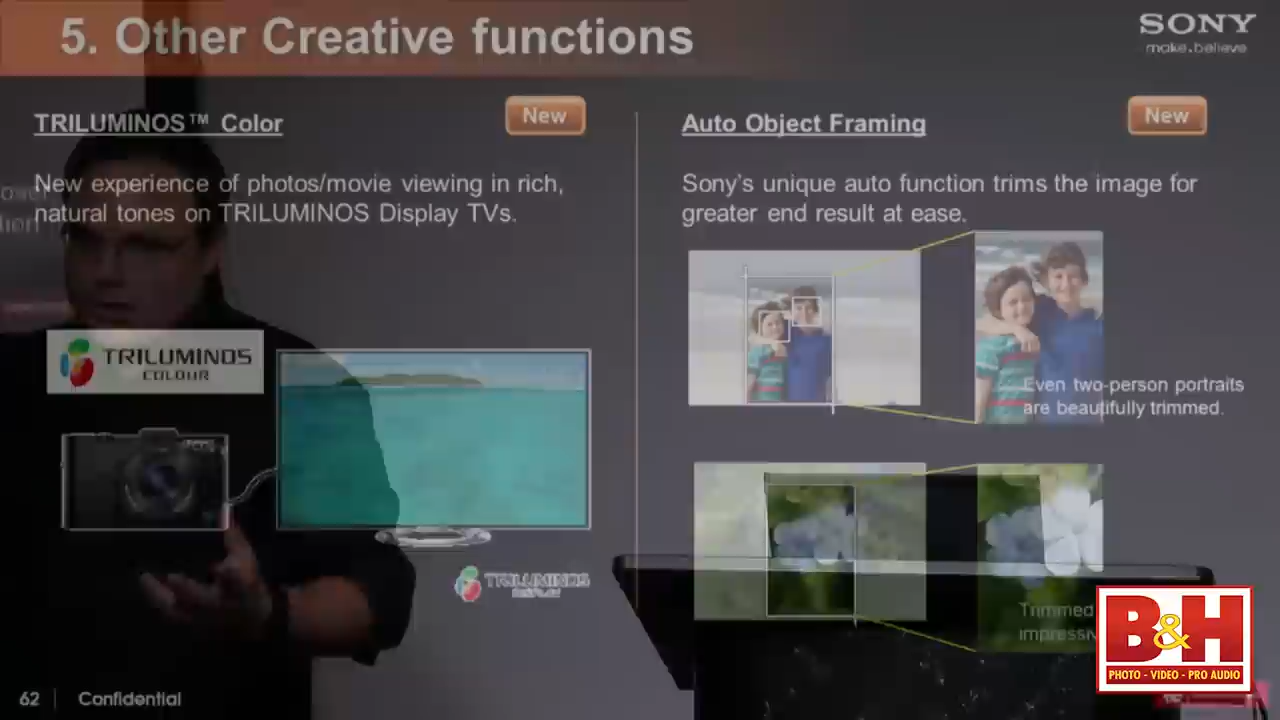 5. Other Creative functions
SONY
make.believe
TRILUMINOS™ Color
New
New experience of photos/movie viewing in rich,
natural tones on TRILUMINOS Display TVs.
TRILUMINOS
COLOUR
TRILUMINOS
DISPLAY
Auto Object Framing
New
Sony's unique auto function trims the image for
greater end result at ease.
Even two-person portraits
are beautifully trimmed.
Trimmed
B&H
PHOTO - VIDEO - PRO AUDIO
62
Confidential